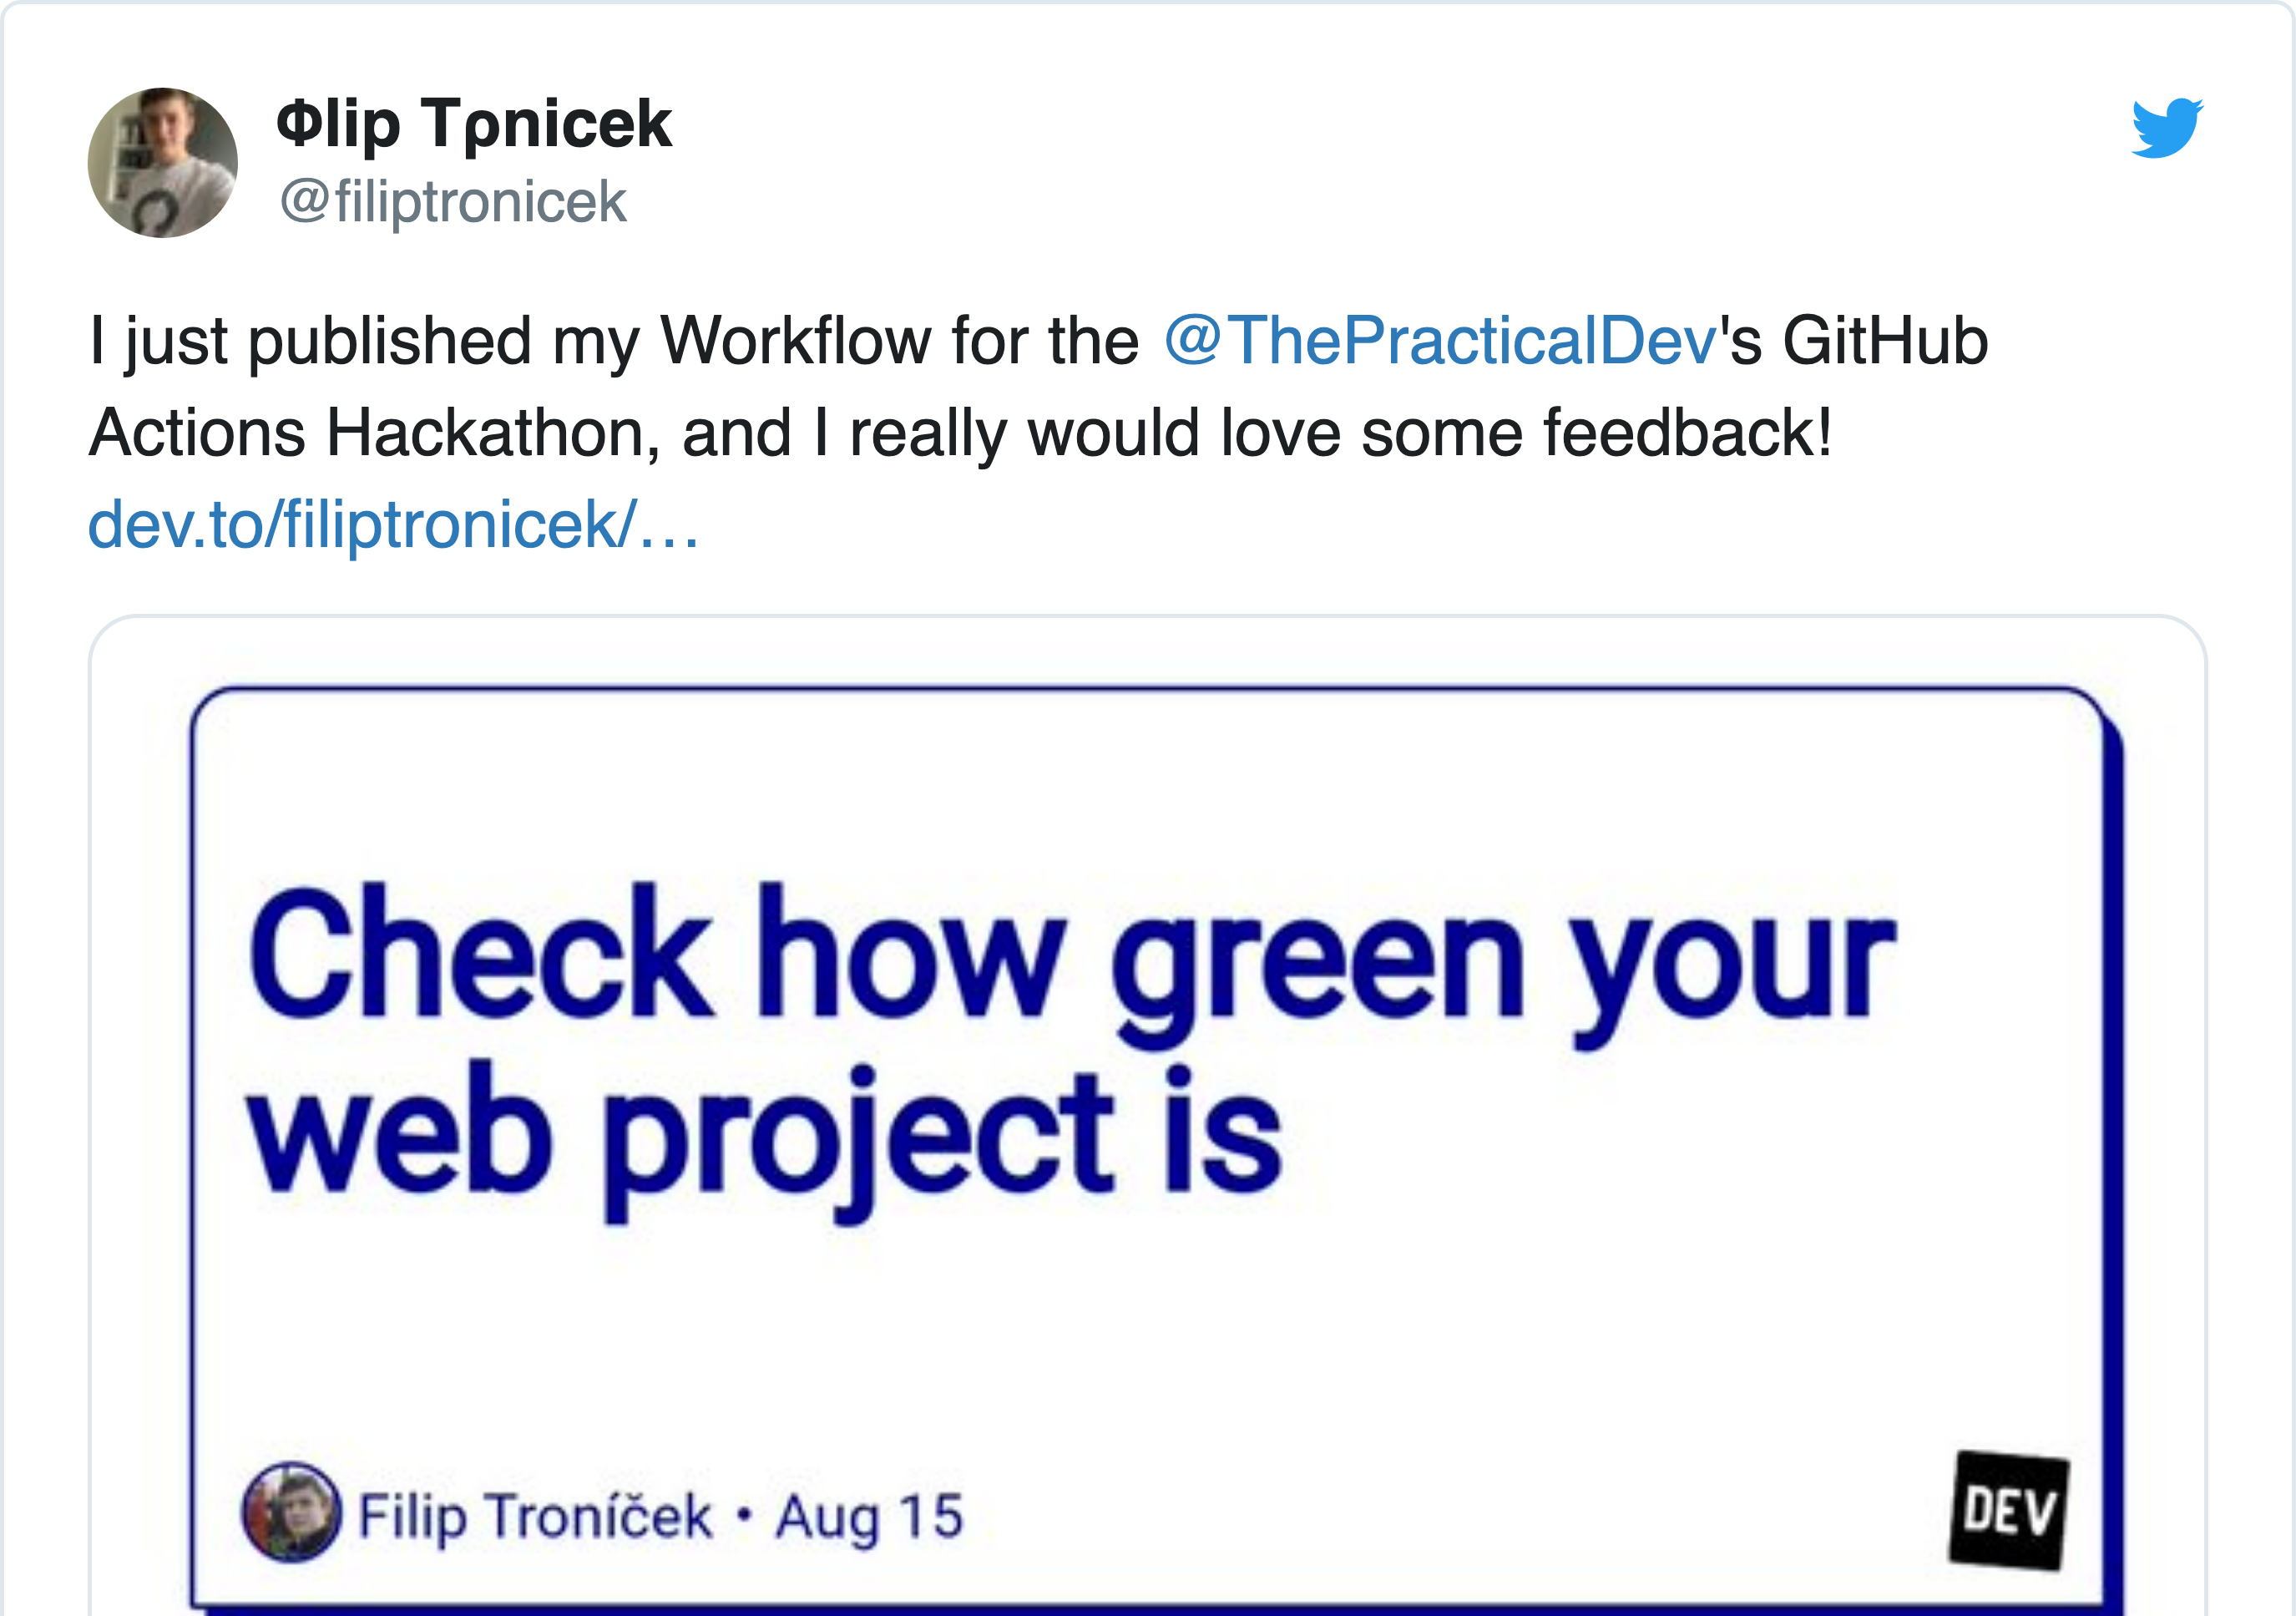 Φlip Tρnicek
@filiptronicek
I just published my Workflow for the @ThePracticalDev's GitHub
Actions Hackathon, and I really would love some feedback!
dev.to/filiptronicek/…
Check how green your
web project is
Filip Troníček • Aug 15
DEV